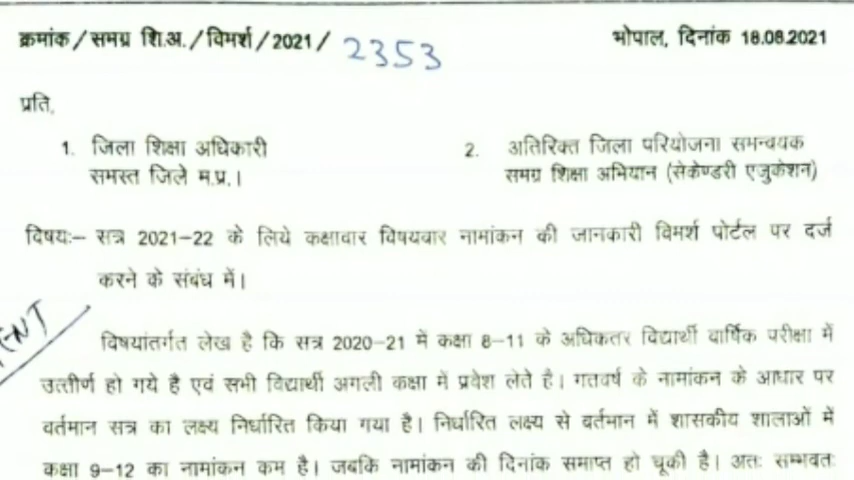 क्रमांक/समग्र शि.अ./विमर्श/2021/ 2353 भोपाल, दिनांक 18.08.2021
प्रति,
1. जिला शिक्षा अधिकारी 2. अतिरिक्त जिला परियोजना समन्वयक
समस्त जिले म.प्र.। समग्र शिक्षा अभियान (सेकेण्डरी एजुकेशन)
विषयः– सत्र 2021–22 के लिये कक्षावार विषयवार नामांकन की जानकारी विमर्श पोर्टल पर दर्ज
करने के संबंध में।
विषयांतर्गत लेख है कि सत्र 2020–21 में कक्षा 8–11 के अधिकतर विद्यार्थी वार्षिक परीक्षा में
उत्तीर्ण हो गये है एवं सभी विद्यार्थी अगली कक्षा में प्रवेश लेते है। गतवर्ष के नामांकन के आधार पर
वर्तमान सत्र का लक्ष्य निर्धारित किया गया है। निर्धारित लक्ष्य से वर्तमान में शासकीय शालाओं में
कक्षा 9–12 का नामांकन कम है। जबकि नामांकन की दिनांक समाप्त हो चूकी है। अतः सम्भवतः